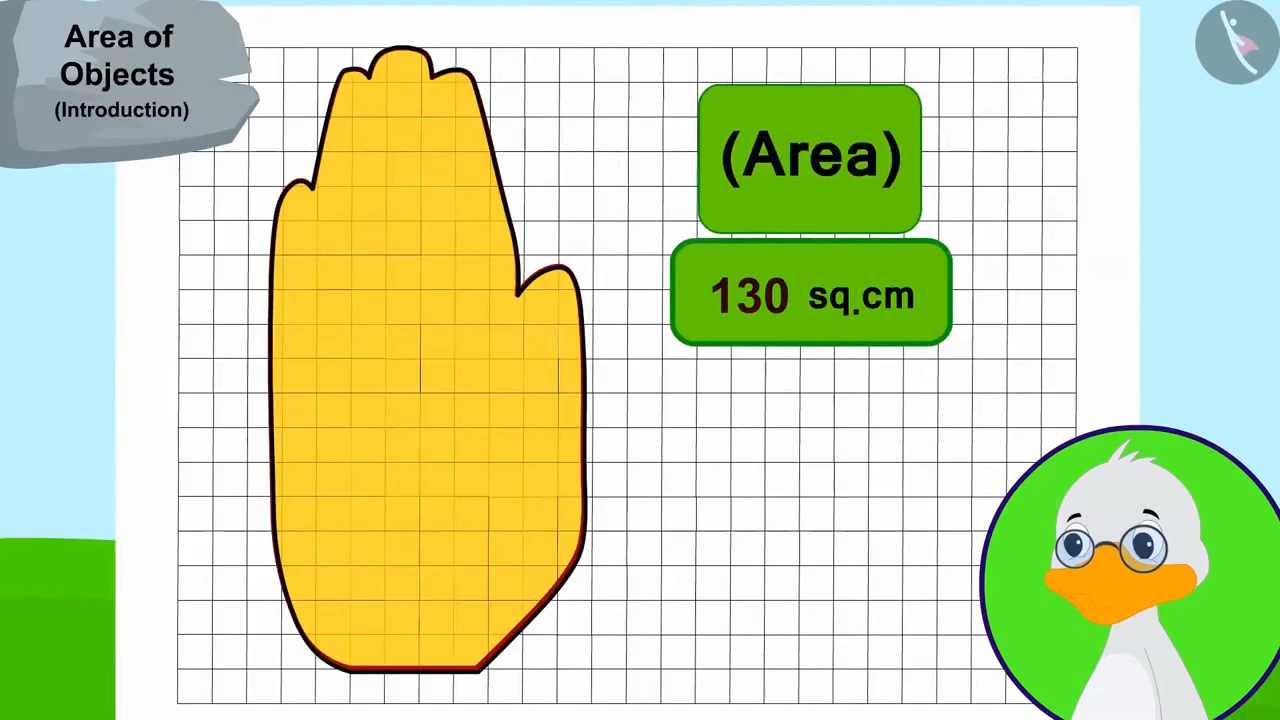 Area of
Objects
(Introduction)
(Area)
130 sq.cm